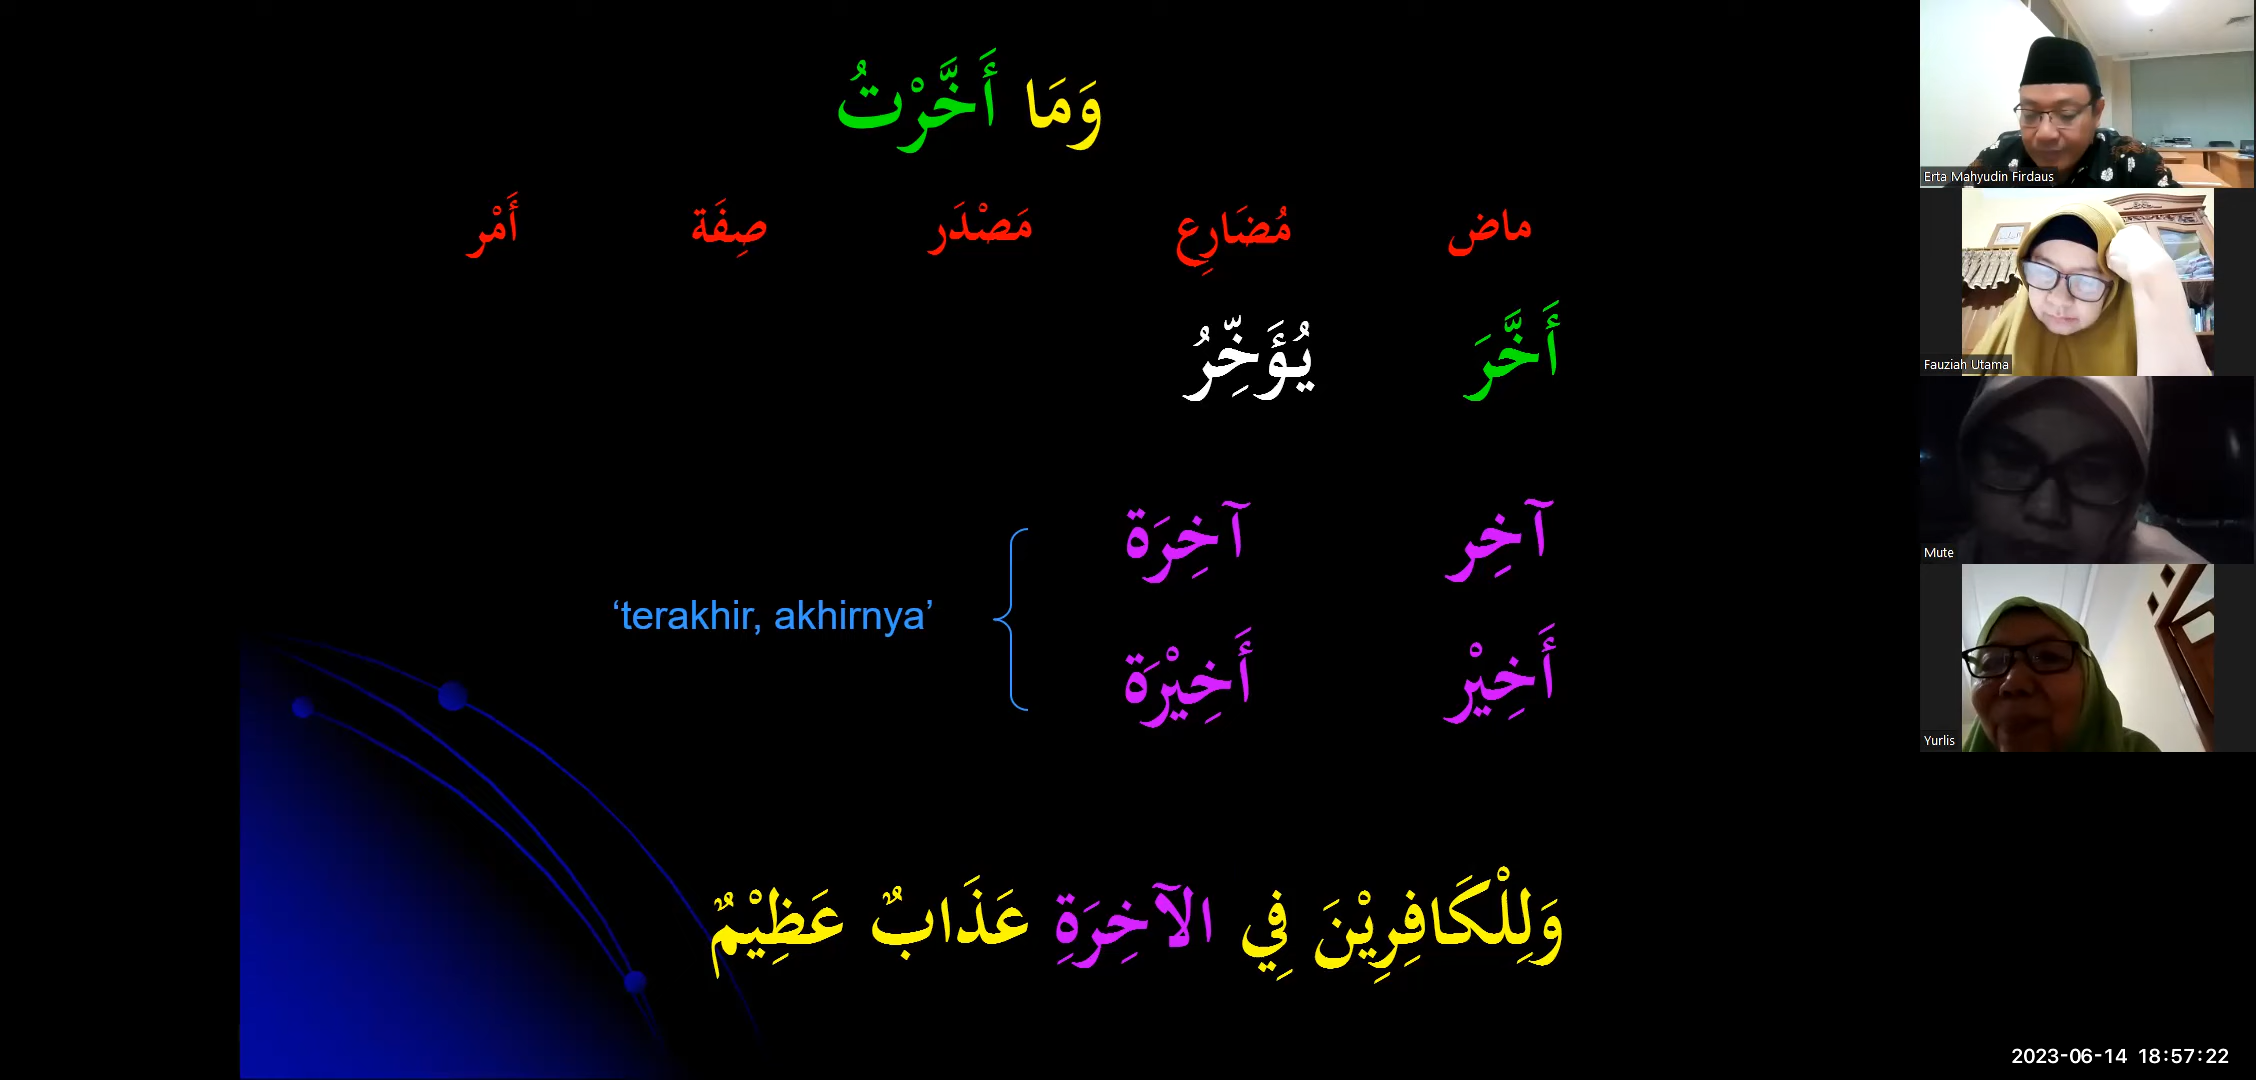 وَمَا أَخَّرْتُ
ماض مُضَارِع مَصْدَر صِفَة أَمْر
أَخَّرَ يُؤَخِّرُ
آخِر آخِرَة
‘terakhir, akhirnya’
أَخِيْر أَخِيْرَة
وَلِلْكَافِرِيْنَ فِي الآخِرَةِ عَذَابٌ عَظِيْمٌ
Erta Mahyudin Firdaus
Fauziah Utama
Mute
Yurlis
2023-06-14 18:57:22